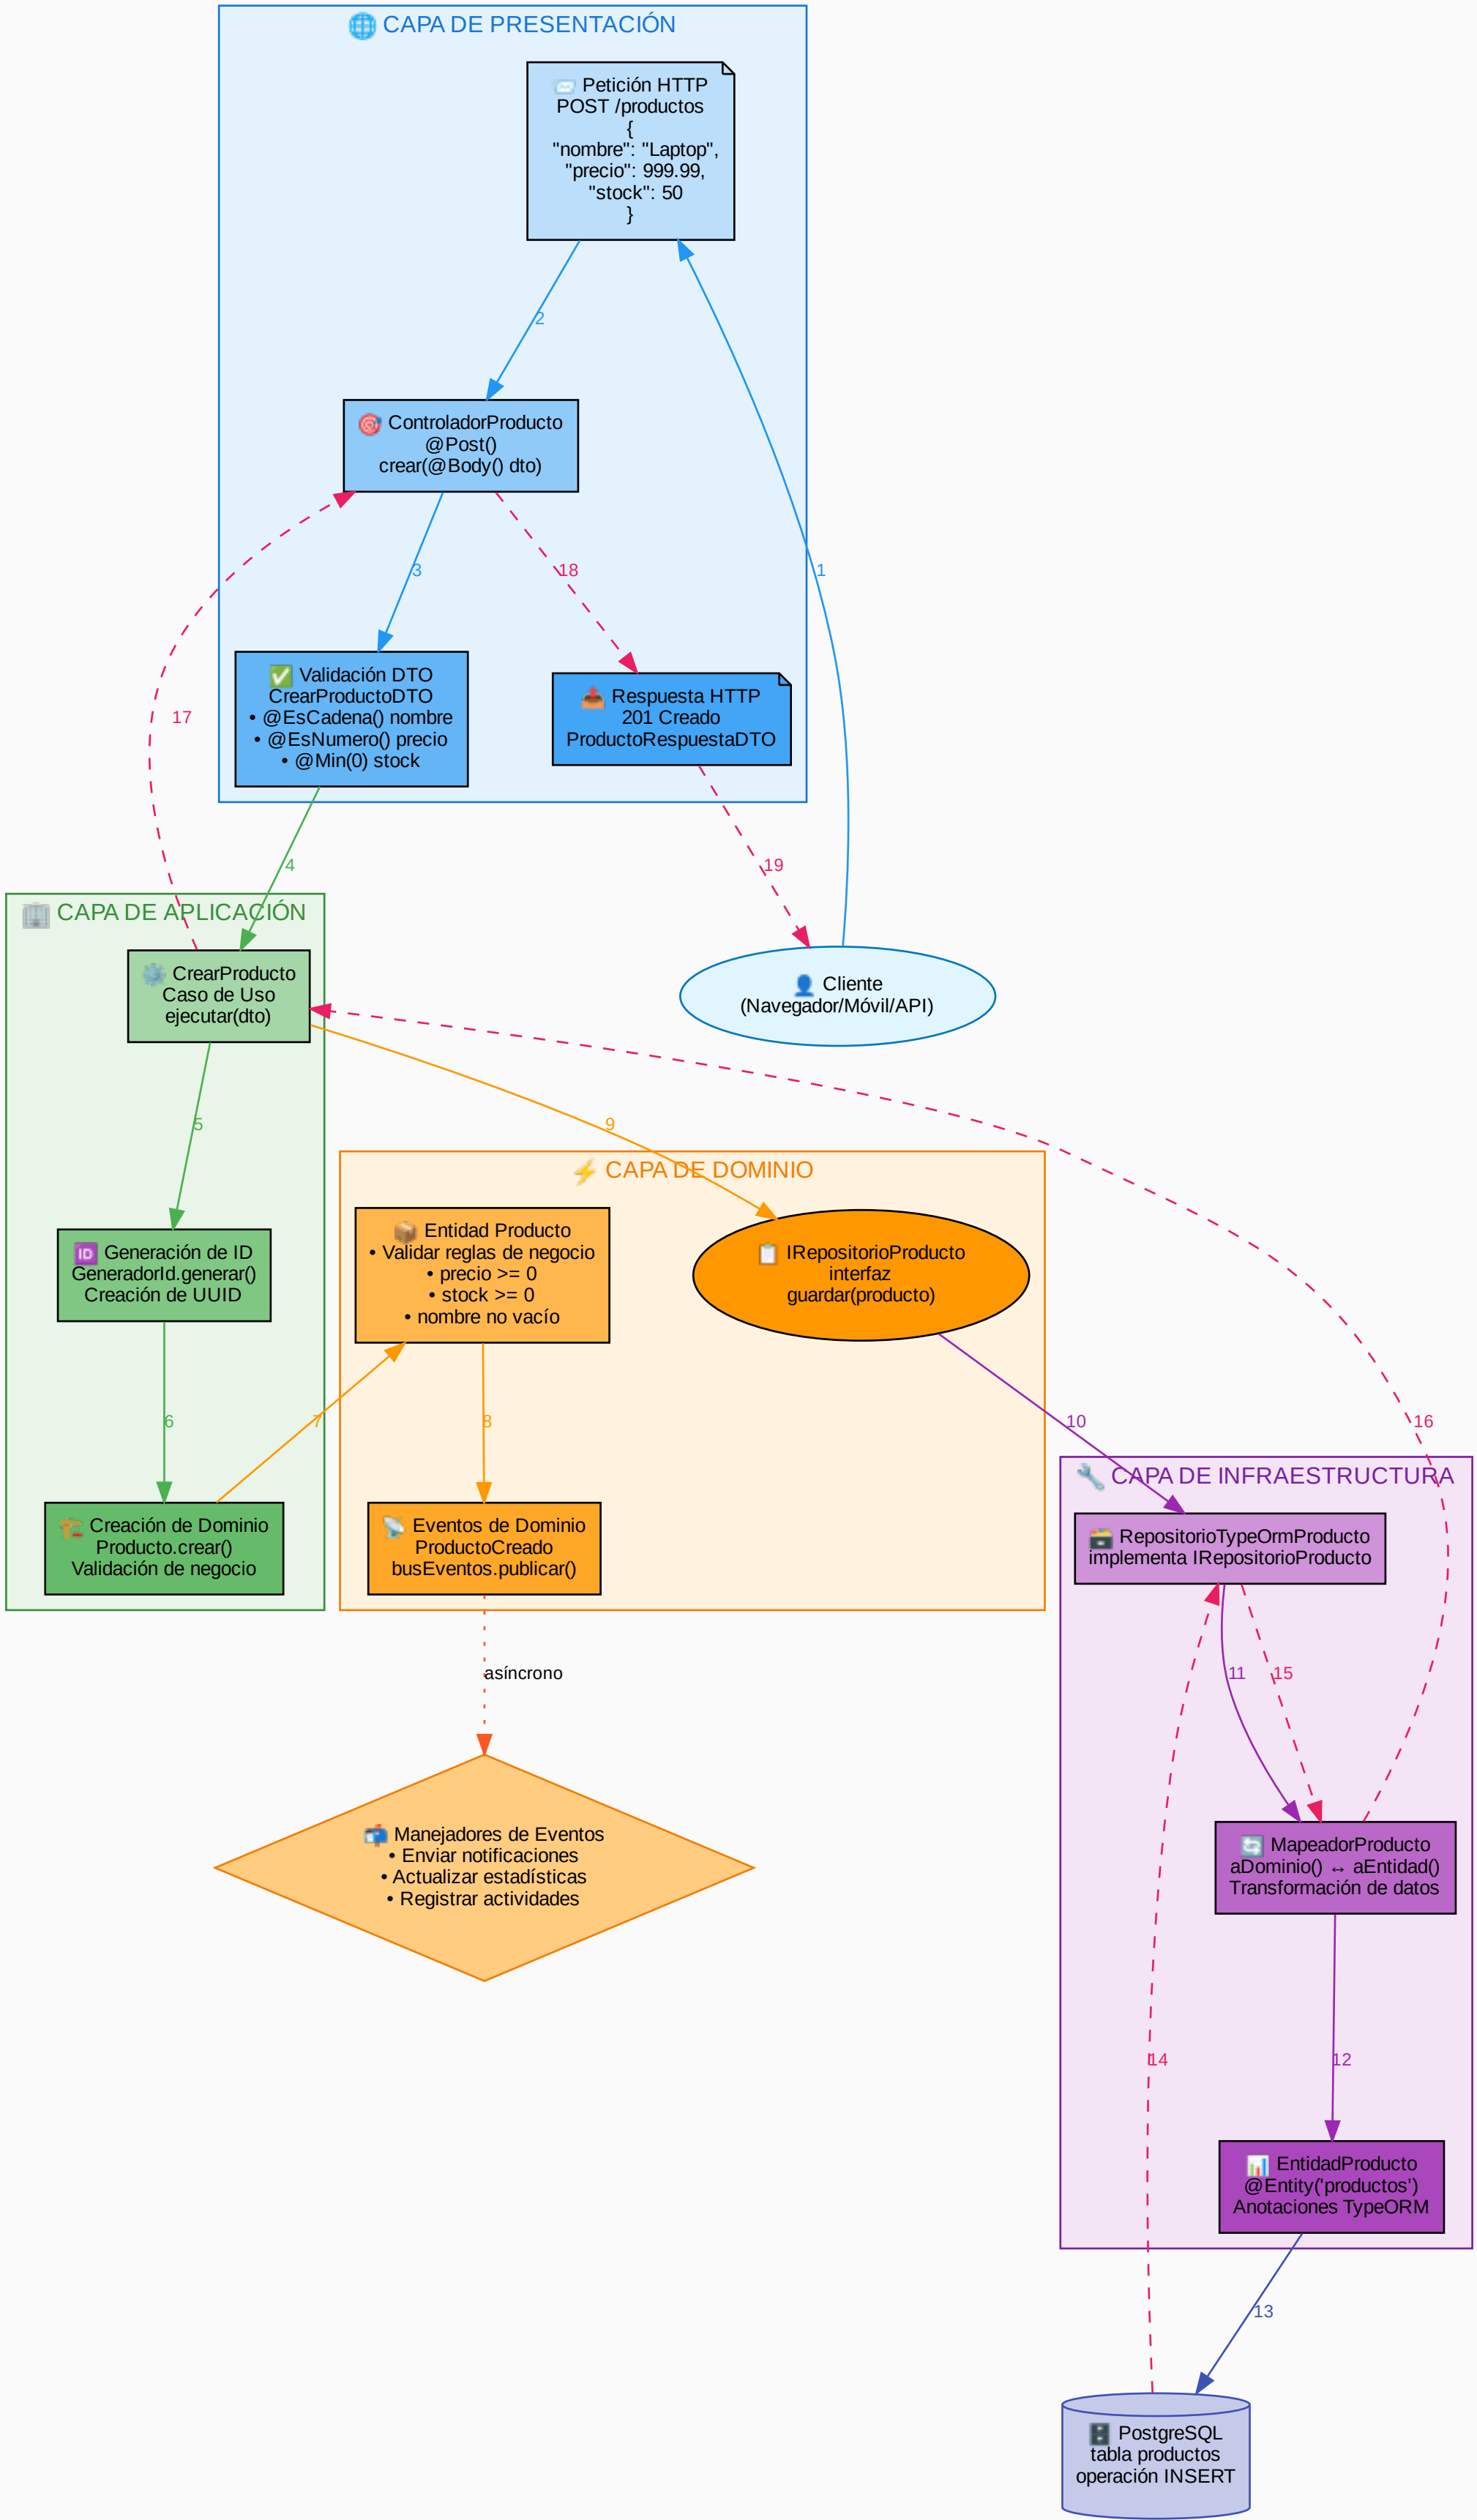 🌐 CAPA DE PRESENTACIÓN
📨 Petición HTTP
POST /productos
{
"nombre": "Laptop",
"precio": 999.99,
"stock": 50
}
2
🎯 ControladorProducto
@Post()
crear(@Body() dto)
3
18
1
17
✅ Validación DTO
CrearProductoDTO
• @EsCadena() nombre
• @EsNumero() precio
• @Min(0) stock
📤 Respuesta HTTP
201 Creado
ProductoRespuestaDTO
4
19
🏢 CAPA DE APLICACIÓN
⚙️ CrearProducto
Caso de Uso
ejecutar(dto)
👤 Cliente
(Navegador/Móvil/API)
5
9
⚡ CAPA DE DOMINIO
🆔 Generación de ID
GeneradorId.generar()
Creación de UUID
📦 Entidad Producto
• Validar reglas de negocio
• precio >= 0
• stock >= 0
• nombre no vacío
📋 IRepositorioProducto
interfaz
guardar(producto)
6
7
8
10
16
🔧 CAPA DE INFRAESTRUCTURA
🏗️ Creación de Dominio
Producto.crear()
Validación de negocio
📡 Eventos de Dominio
ProductoCreado
busEventos.publicar()
🗃️ RepositorioTypeOrmProducto
implementa IRepositorioProducto
asíncrono
11
15
📬 Manejadores de Eventos
• Enviar notificaciones
• Actualizar estadísticas
• Registrar actividades
🔄 MapeadorProducto
aDominio() ↔ aEntidad()
Transformación de datos
14
12
📊 EntidadProducto
@Entity('productos')
Anotaciones TypeORM
13
🗄️ PostgreSQL
tabla productos
operación INSERT